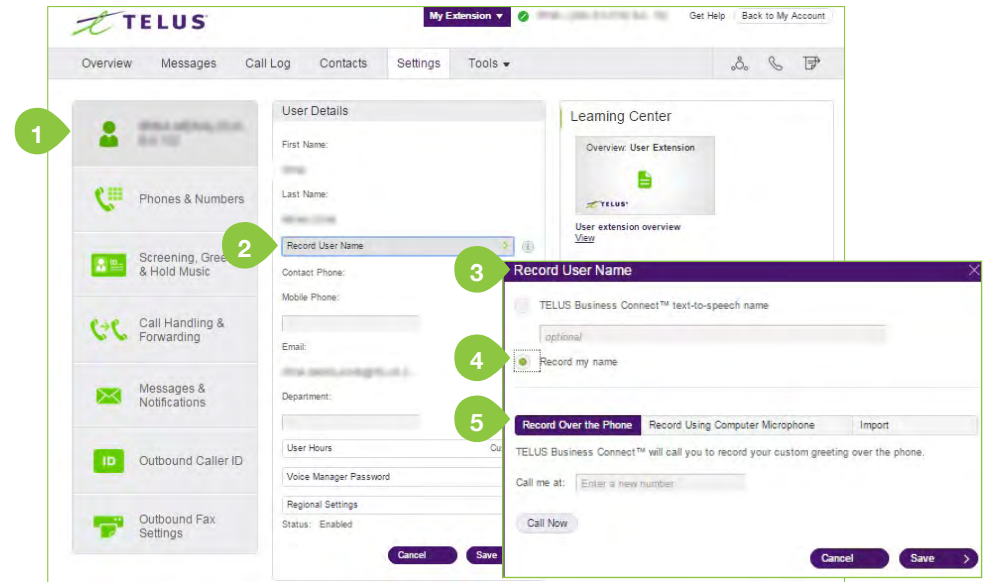 TELUS
My Extension
Get Help
Back to My Account
Overview
Messages
Call Log
Contacts
Settings
Tools
1
Phones & Numbers
Screening, Gree
& Hold Music
Call Handling &
Forwarding
Messages &
Notifications
ID
Outbound Caller ID
Outbound Fax
Settings
User Details
First Name:
Last Name:
2
Record User Name
Contact Phone:
Mobile Phone:
Email:
Department:
User Hours
Cu
Voice Manager Password
Regional Settings
Status: Enabled
Cancel
Save
Learning Center
Overview: User Extension
TELUS
User extension overview
View
3
Record User Name
TELUS Business Connect™ text-to-speech name
optional
4
Record my name
5
Record Over the Phone
Record Using Computer Microphone
Import
TELUS Business Connect™ will call you to record your custom greeting over the phone.
Call me at:
Enter a new number
Call Now
Cancel
Save